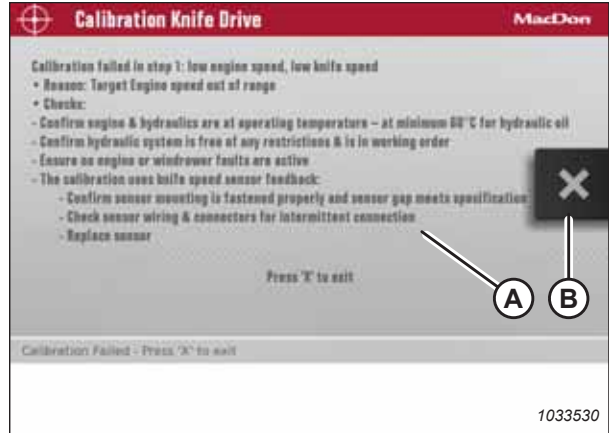 Calibration Knife Drive
MacDon
Calibration failed in step 1: low engine speed, low knife speed
• Reason: Target Engine speed out of range
• Checks:
- Confirm engine & hydraulics are at operating temperature – at minimum 60°C for hydraulic oil
- Confirm hydraulic system is free of any restrictions & is in working order
- Ensure no engine or windrower faults are active
- The calibration uses knife speed sensor feedback:
- Confirm sensor mounting is fastened properly and sensor gap meets specification
- Check sensor wiring & connectors for intermittent connection
- Replace sensor
Press 'X' to exit
A
B
Calibration Failed - Press 'X' to exit
1033530